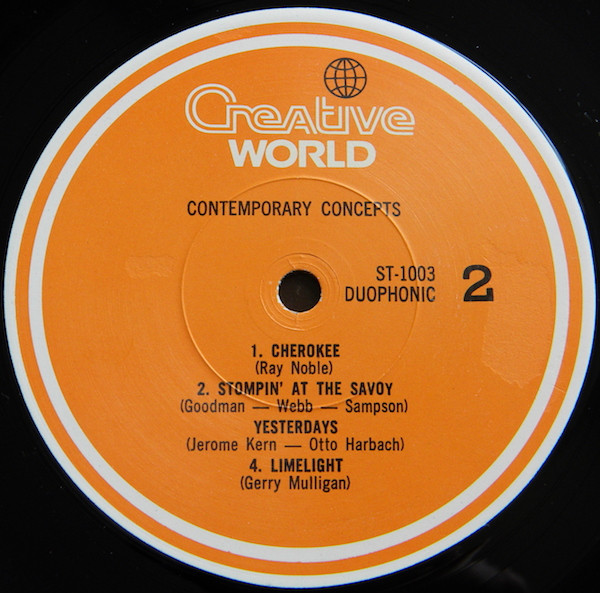 Creative
WORLD
CONTEMPORARY CONCEPTS
ST-1003
DUOPHONIC
2
1. CHEROKEE
(Ray Noble)
2. STOMPIN' AT THE SAVOY
(Goodman — Webb — Sampson)
YESTERDAYS
(Jerome Kern — Otto Harbach)
4. LIMELIGHT
(Gerry Mulligan)